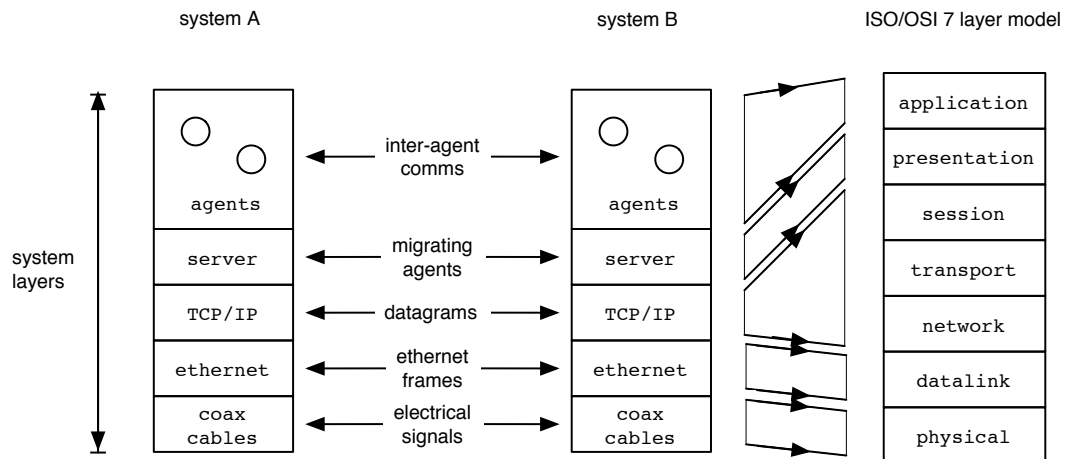 system A
system B
ISO/OSI 7 layer model
system
layers
agents
server
TCP/IP
ethernet
coax
cables
inter-agent
comms
migrating
agents
datagrams
ethernet
frames
electrical
signals
agents
server
TCP/IP
ethernet
coax
cables
application
presentation
session
transport
network
datalink
physical